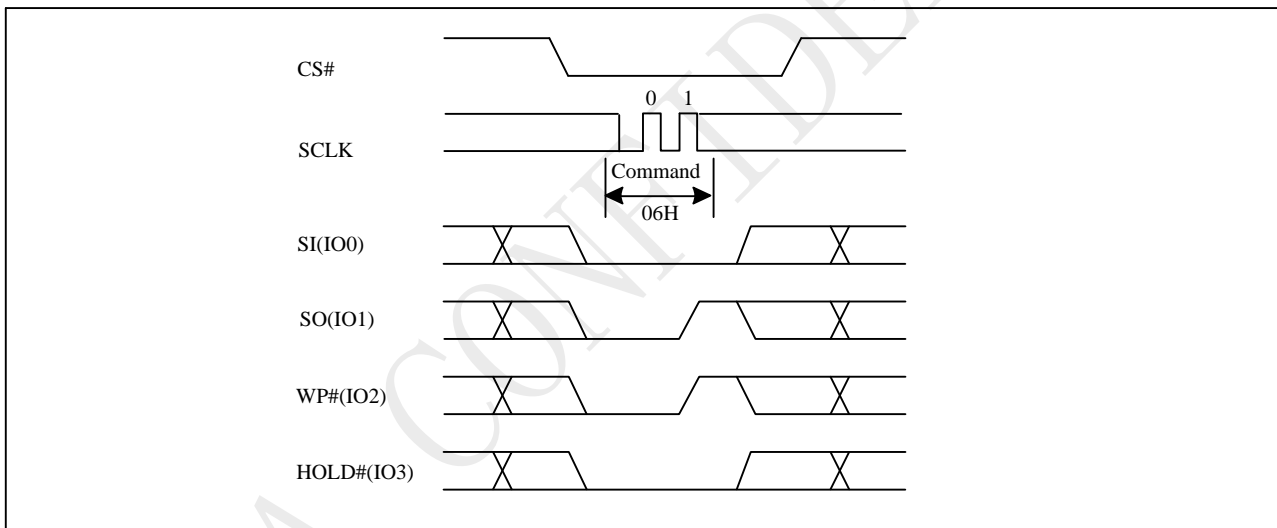 CS#
0 1
SCLK
Command
06H
SI(IO0)
SO(IO1)
WP#(IO2)
HOLD#(IO3)